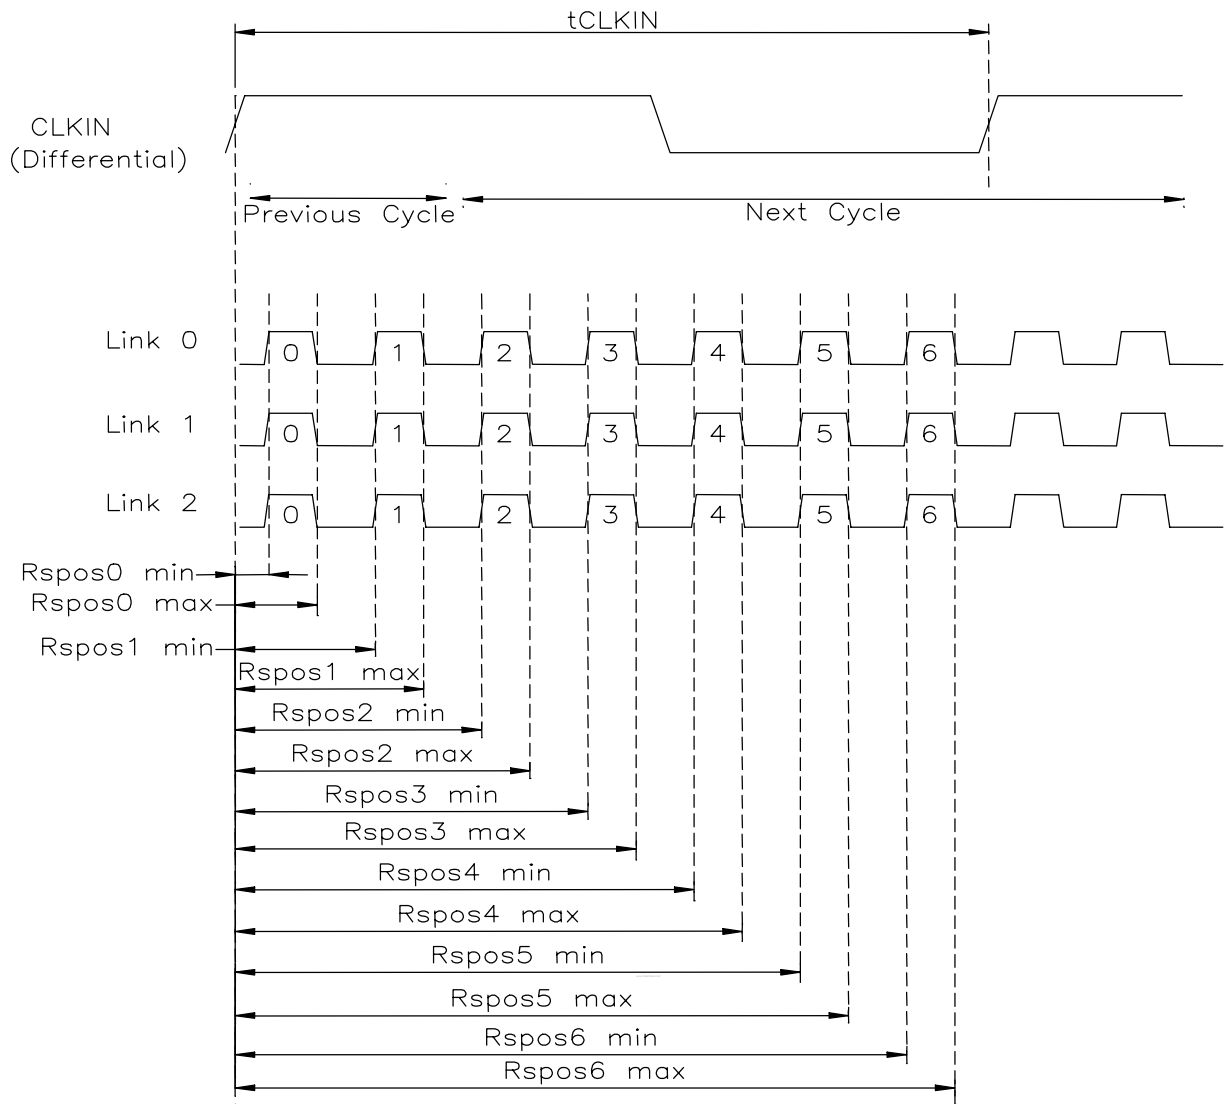 tCLKIN
CLKIN
(Differential)
Previous Cycle
Next Cycle
Link 0
0 1 2 3 4 5 6
Link 1
0 1 2 3 4 5 6
Link 2
0 1 2 3 4 5 6
Rspos0 min
Rspos0 max
Rspos1 min
Rspos1 max
Rspos2 min
Rspos2 max
Rspos3 min
Rspos3 max
Rspos4 min
Rspos4 max
Rspos5 min
Rspos5 max
Rspos6 min
Rspos6 max